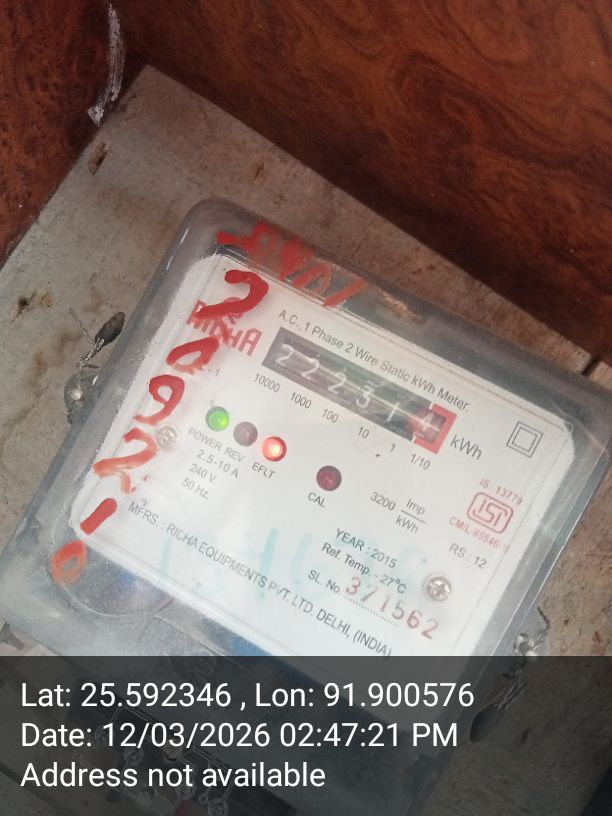 RICHA
A.C., 1 Phase 2 Wire Static kWh Meter.
22231
10000 1000 100 10 1 1/10
kWh
POWER REV EFLT
CAL
2.5-10 A
240 V
50 Hz.
3200 Imp
kWh
IS: 13779
ISI
RS : 12
YEARS : 2015
Ref. Temp. - 27°C
SL. No. 371562
MFRS. : RICHA EQUIPMENTS PVT. LTD. DELHI, (INDIA)
Lat: 25.592346 , Lon: 91.900576
Date: 12/03/2026 02:47:21 PM
Address not available